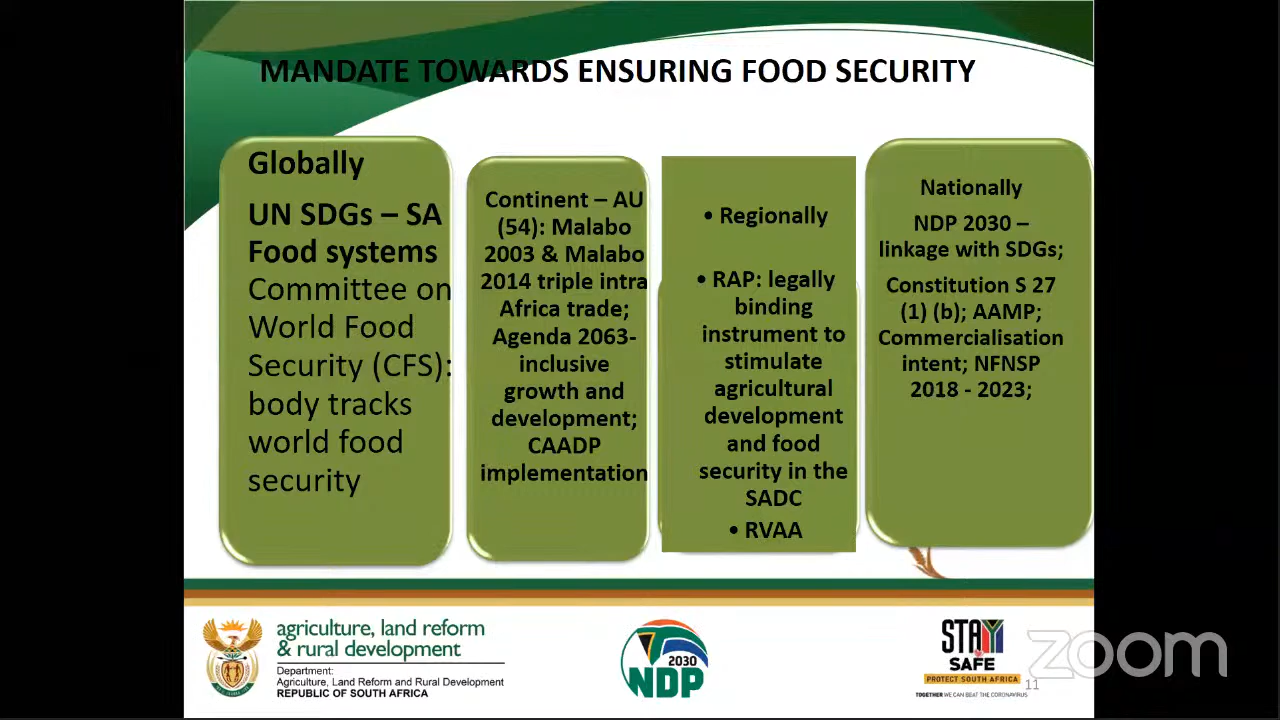 MANDATE TOWARDS ENSURING FOOD SECURITY
Globally
UN SDGs – SA
Food systems
Committee on
World Food
Security (CFS):
body tracks
world food
security
Continent – AU
(54): Malabo
2003 & Malabo
2014 triple intra
Africa trade;
Agenda 2063-
inclusive
growth and
development;
CAADP
implementation
• Regionally
• RAP: legally
binding
instrument to
stimulate
agricultural
development
and food
security in the
SADC
• RVAA
Nationally
NDP 2030 –
linkage with SDGs;
Constitution S 27
(1) (b); AAMP;
Commercialisation
intent; NFNSP
2018 - 2023;
agriculture, land reform
& rural development
Department:
Agriculture, Land Reform and Rural Development
REPUBLIC OF SOUTH AFRICA
2030
NDP
STAY
SAFE
PROTECT SOUTH AFRICA
TOGETHER WE CAN BEAT THE CORONAVIRUS
11
zoom